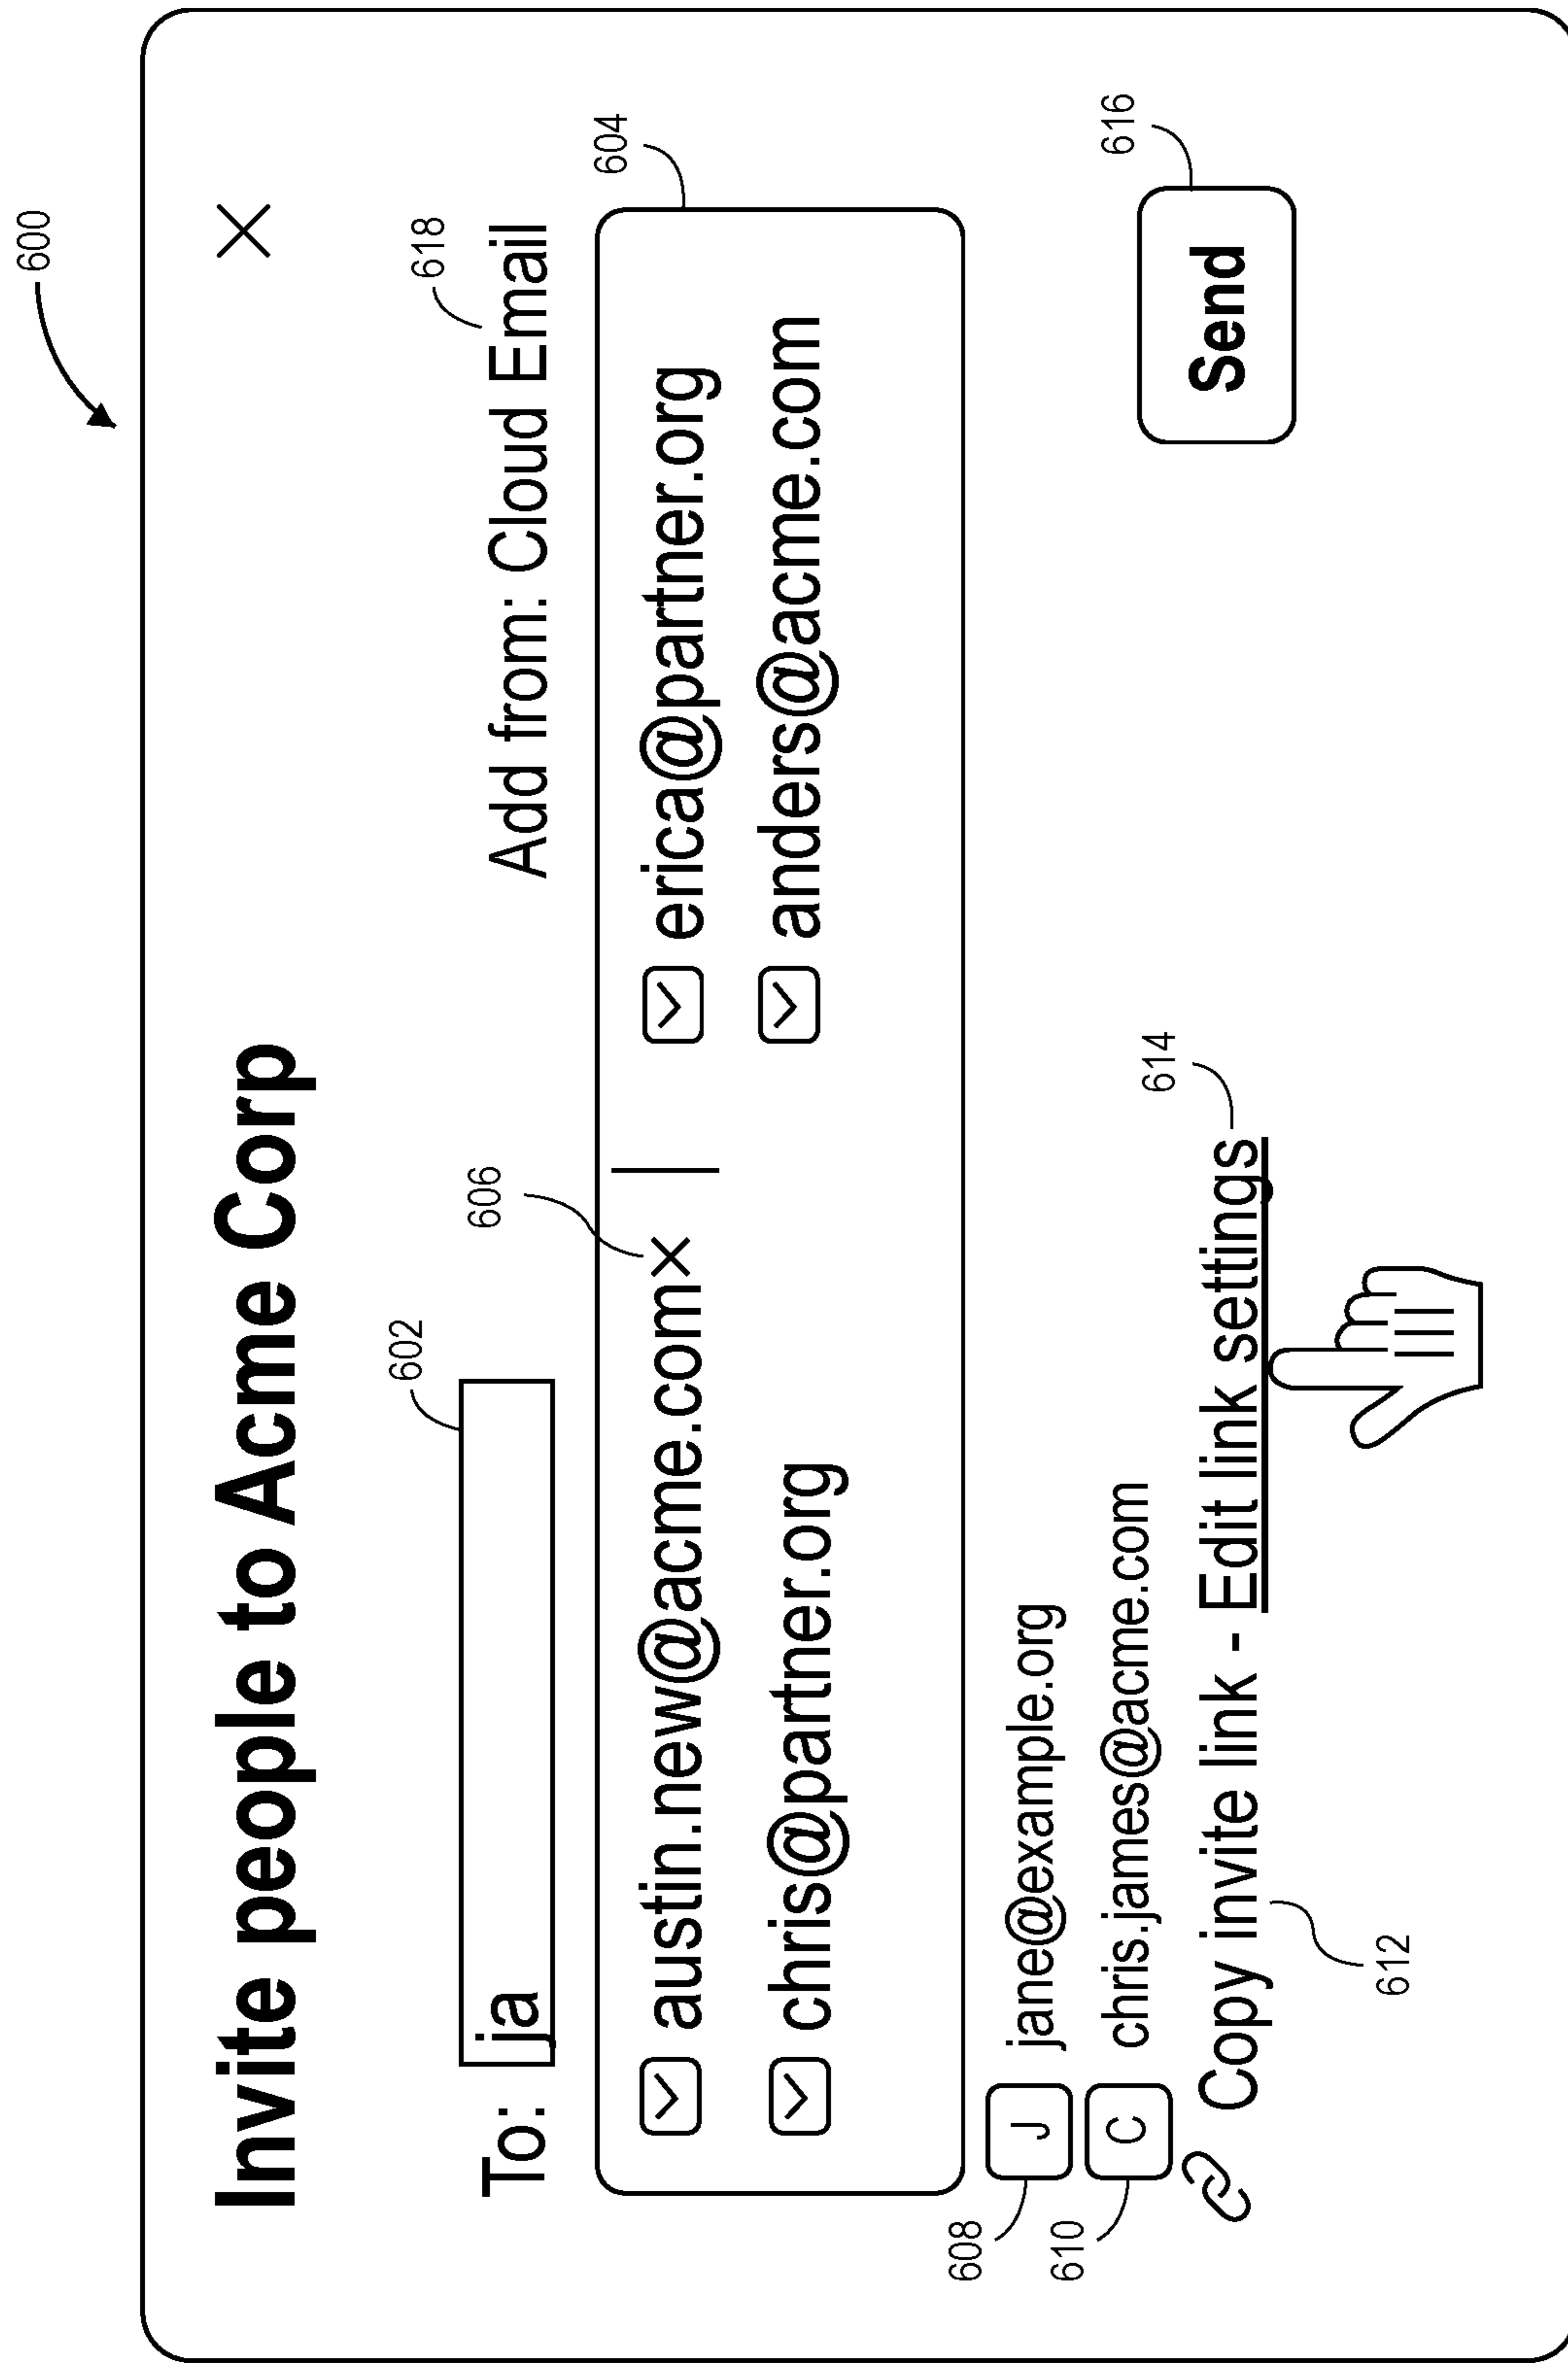 600
Invite people to Acme Corp
618
602
To: ja
Add from: Cloud Email
606
604
austin.new@acme.com
erica@partner.org
chris@partner.org
anders@acme.com
608
J jane@example.org
610
C chris.james@acme.com
614
616
Copy invite link - Edit link settings
Send
612